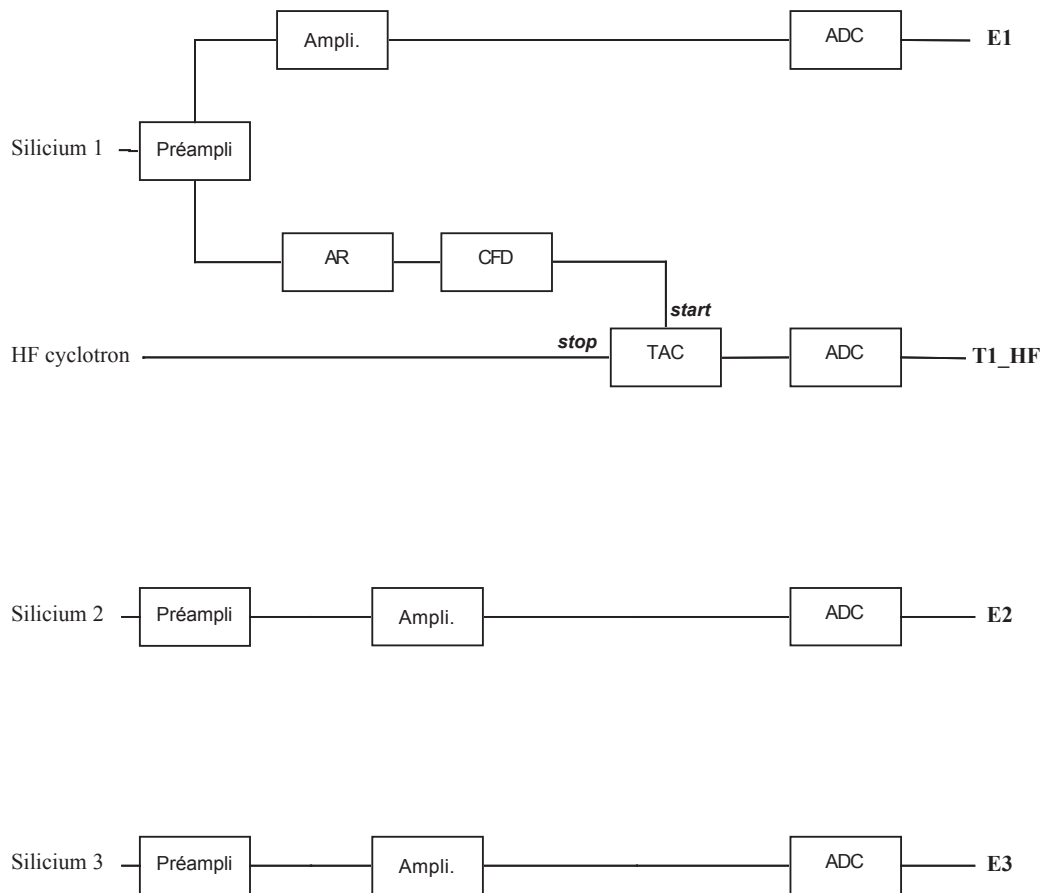 Ampli.
ADC
E1
Silicium 1
Préampli
AR
CFD
start
stop
HF cyclotron
TAC
ADC
T1_HF
Silicium 2
Préampli
Ampli.
ADC
E2
Silicium 3
Préampli
Ampli.
ADC
E3